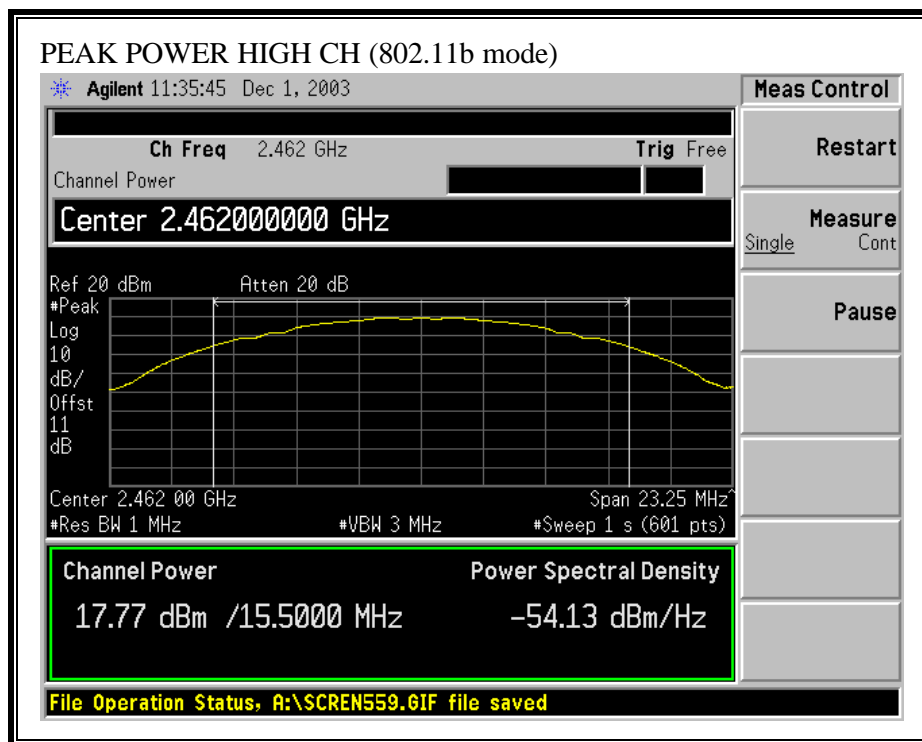 PEAK POWER HIGH CH (802.11b mode)
Agilent 11:35:45 Dec 1, 2003
Meas Control
Ch Freq 2.462 GHz Trig Free
Channel Power
Center 2.462000000 GHz
Restart
Measure
Single Cont
Pause
Ref 20 dBm Atten 20 dB
#Peak
Log
10
dB/
Offst
11
dB
Center 2.462 00 GHz Span 23.25 MHz^
#Res BW 1 MHz #VBW 3 MHz #Sweep 1 s (601 pts)
Channel Power Power Spectral Density
17.77 dBm /15.5000 MHz -54.13 dBm/Hz
File Operation Status, A:\SCREN559.GIF file saved